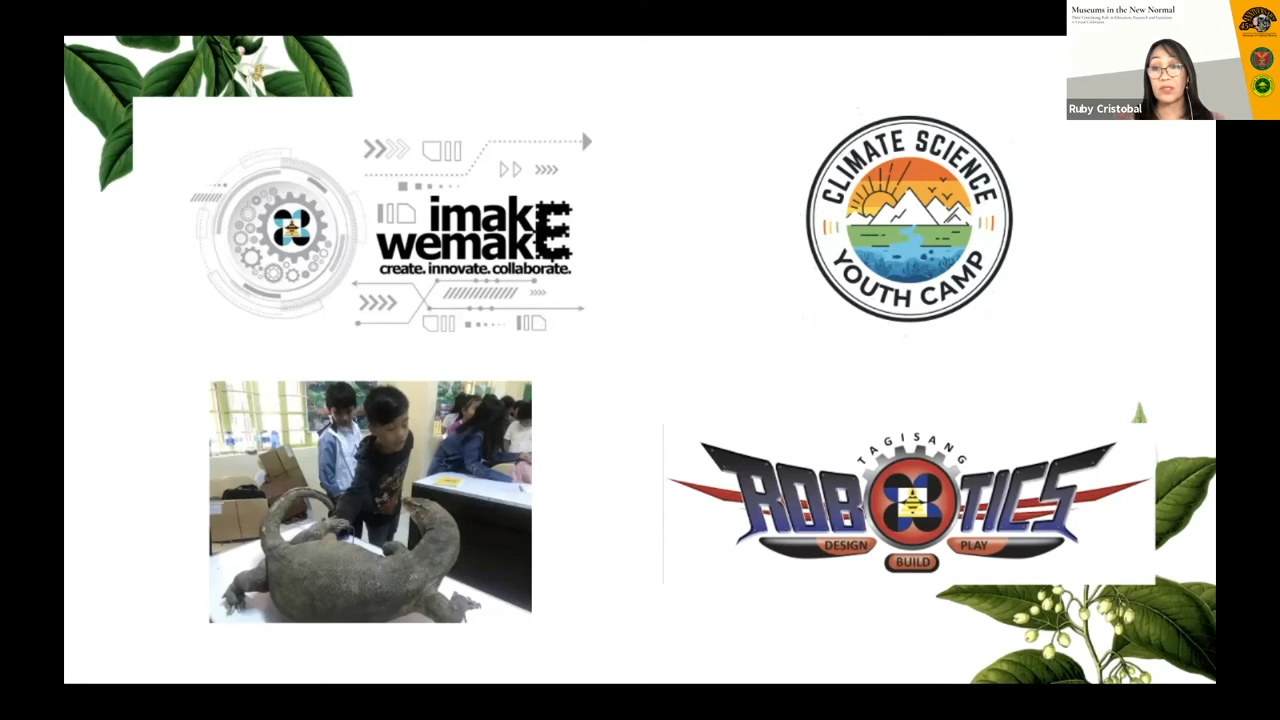 Museums in the New Normal
Ruby Cristobal
imakE
wemakE
create. innovate. collaborate.
CLIMATE SCIENCE
YOUTH CAMP
TAGISANG
ROBOTICS
DESIGN
BUILD
PLAY